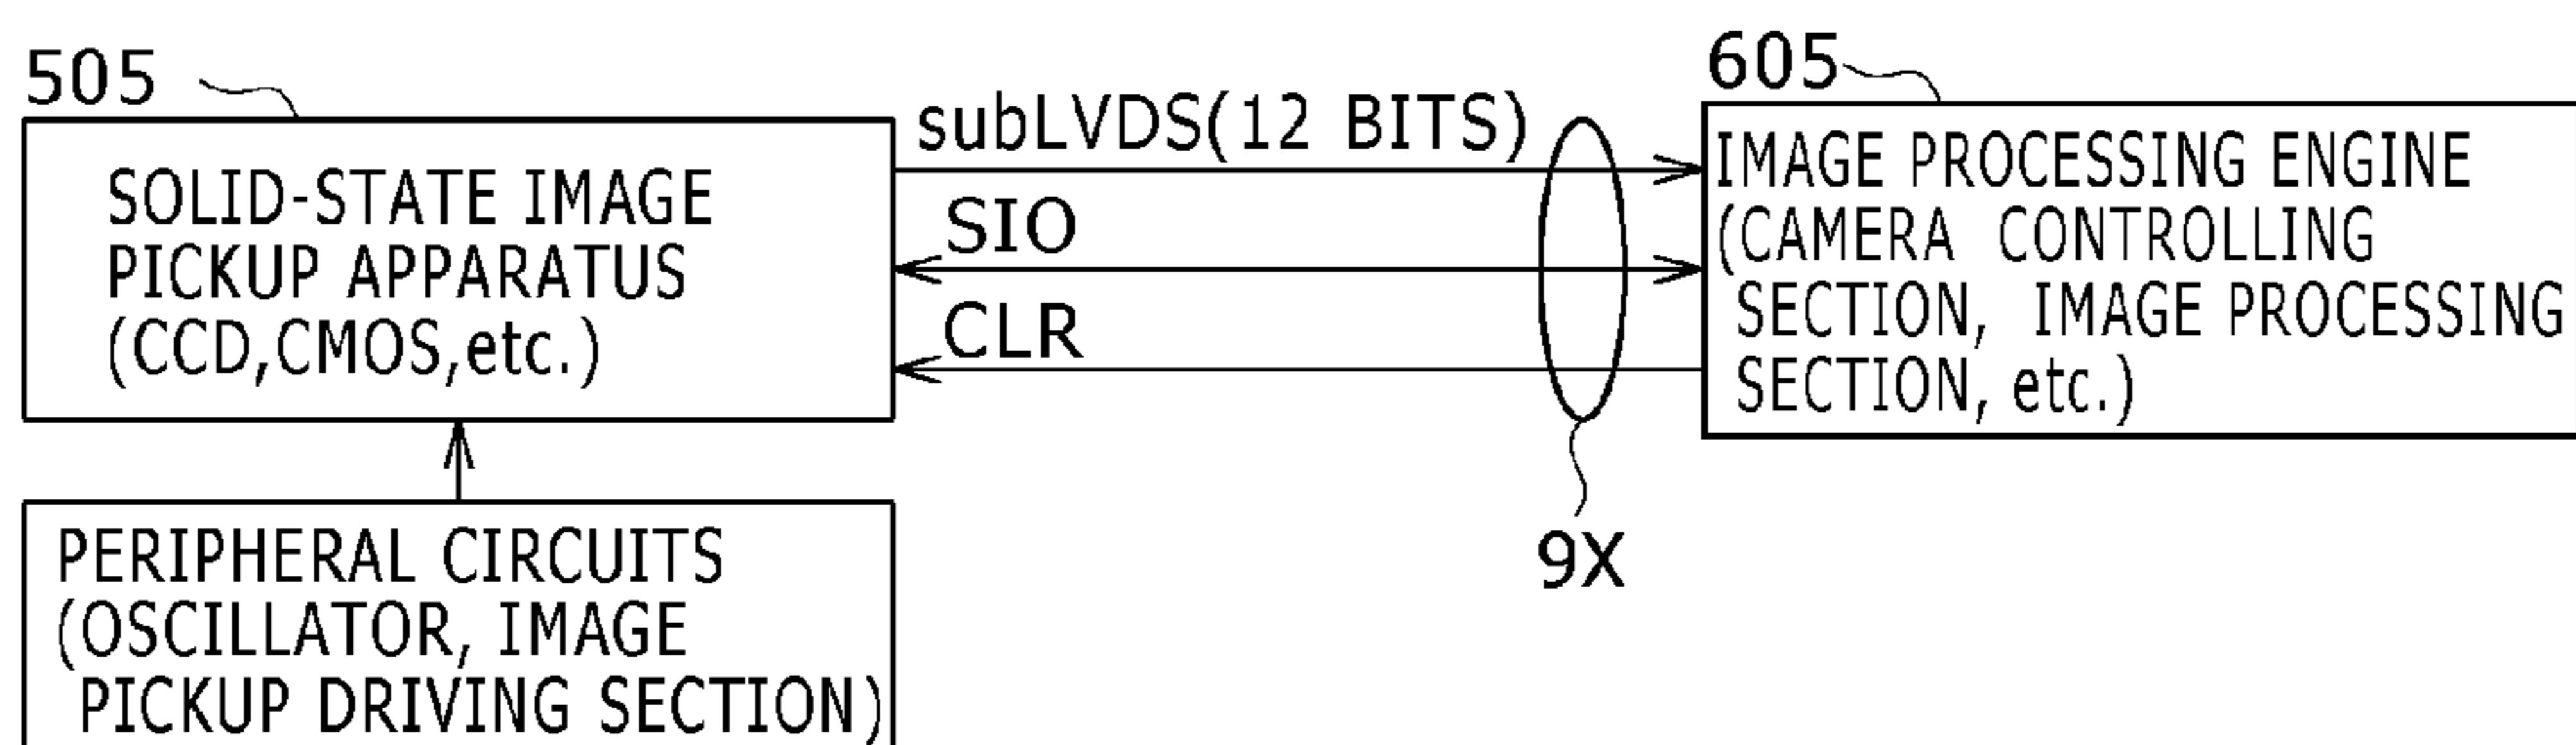 505
SOLID-STATE IMAGE
PICKUP APPARATUS
(CCD,CMOS,etc.)
subLVDS(12 BITS)
SIO
CLR
9X
605
IMAGE PROCESSING ENGINE
(CAMERA CONTROLLING
SECTION, IMAGE PROCESSING
SECTION, etc.)
PERIPHERAL CIRCUITS
(OSCILLATOR, IMAGE
PICKUP DRIVING SECTION)